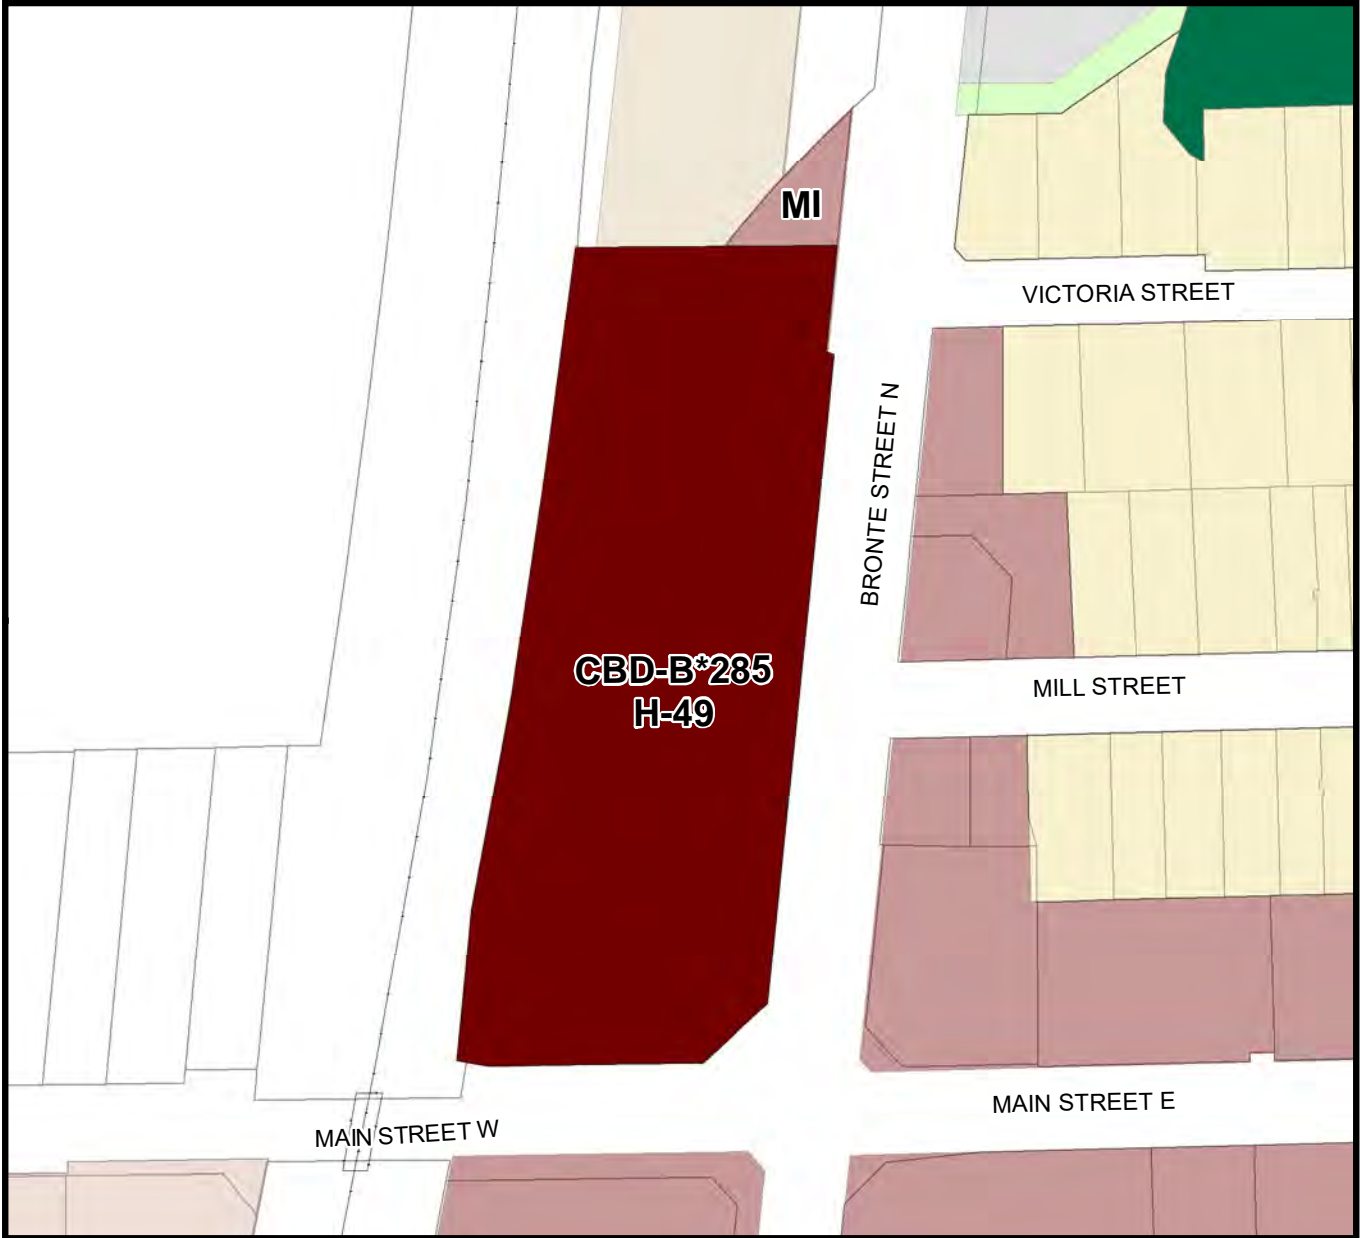 MI
VICTORIA STREET
BRONTE STREET N
CBD-B*285
H-49
MILL STREET
MAIN STREET E
MAIN STREET W